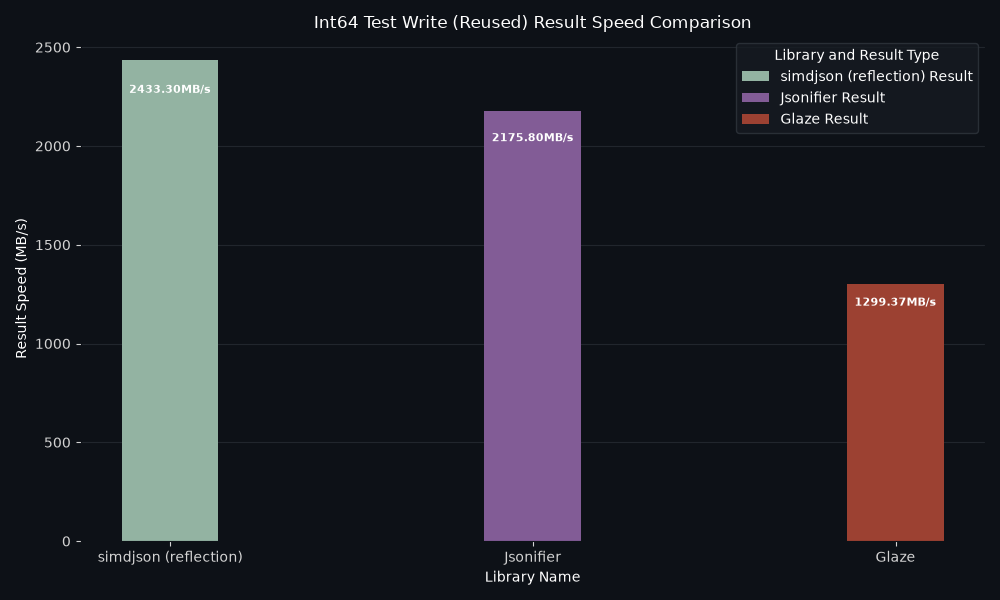 Int64 Test Write (Reused) Result Speed Comparison
Library and Result Type
simdjson (reflection) Result
Jsonifier Result
Glaze Result
2433.30MB/s
2175.80MB/s
1299.37MB/s
Result Speed (MB/s)
2500
2000
1500
1000
500
0
simdjson (reflection)
Jsonifier
Glaze
Library Name